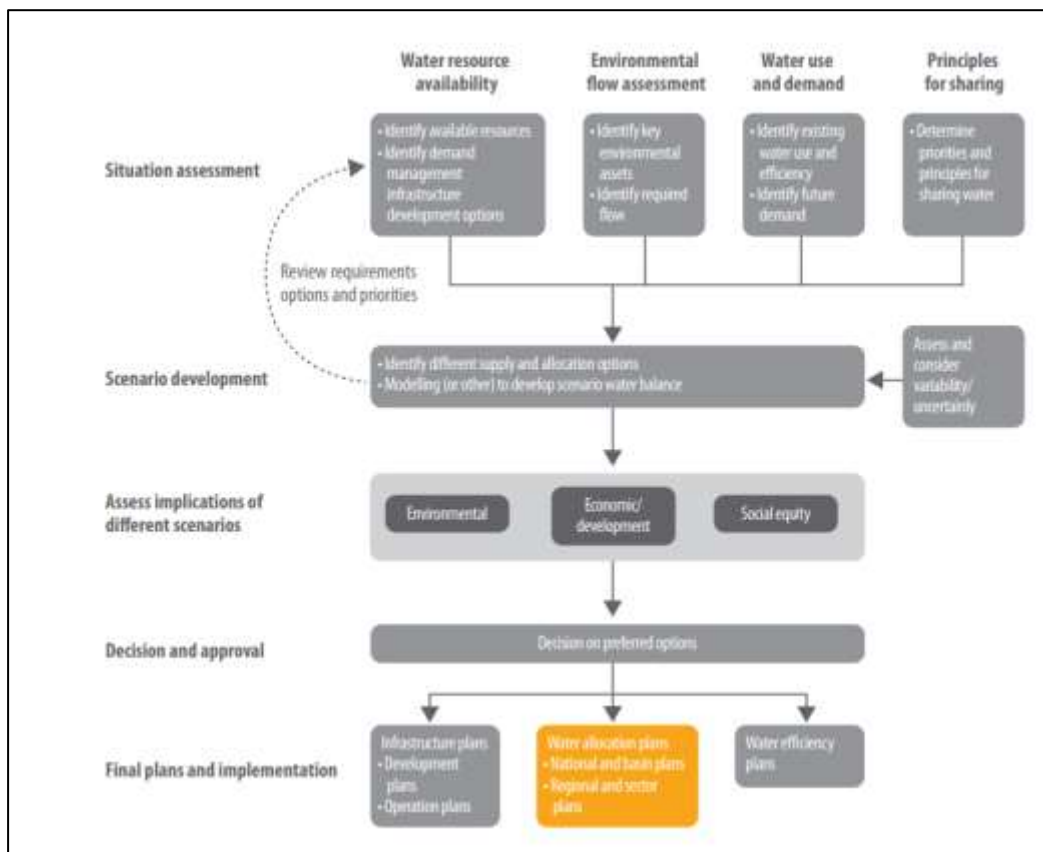 Water resource
availability
Environmental
flow assessment
Water use
and demand
Principles
for sharing
Situation assessment
• Identify available resources
• Identify demand
management
infrastructure
development options
• Identify key
environmental
assets
• Identify required
flow
• Identify existing
water use and
efficiency
• Identify future
demand
• Determine
priorities and
principles for
sharing water
Review requirements
options and priorities
Scenario development
• Identify different supply and allocation options
• Modelling (or other) to develop scenario water balance
Assess and
consider
variability/
uncertainly
Assess implications of
different scenarios
Environmental
Economic/
development
Social equity
Decision and approval
Decision on preferred options
Final plans and implementation
Infrastructure plans
• Development
plans
• Operation plans
Water allocation plans
• National and basin plans
• Regional and sector
plans
Water efficiency
plans